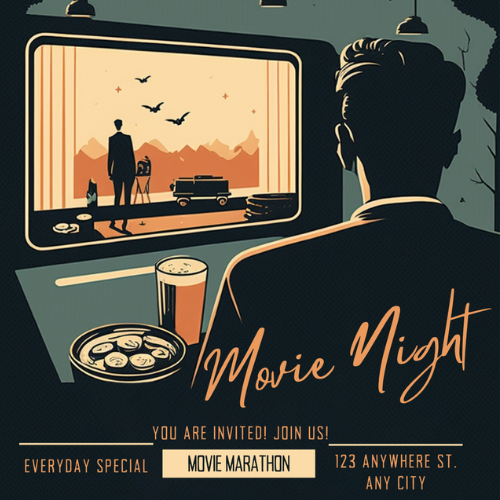 Movie Night
YOU ARE INVITED! JOIN US!
EVERYDAY SPECIAL
MOVIE MARATHON
123 ANYWHERE ST.
ANY CITY